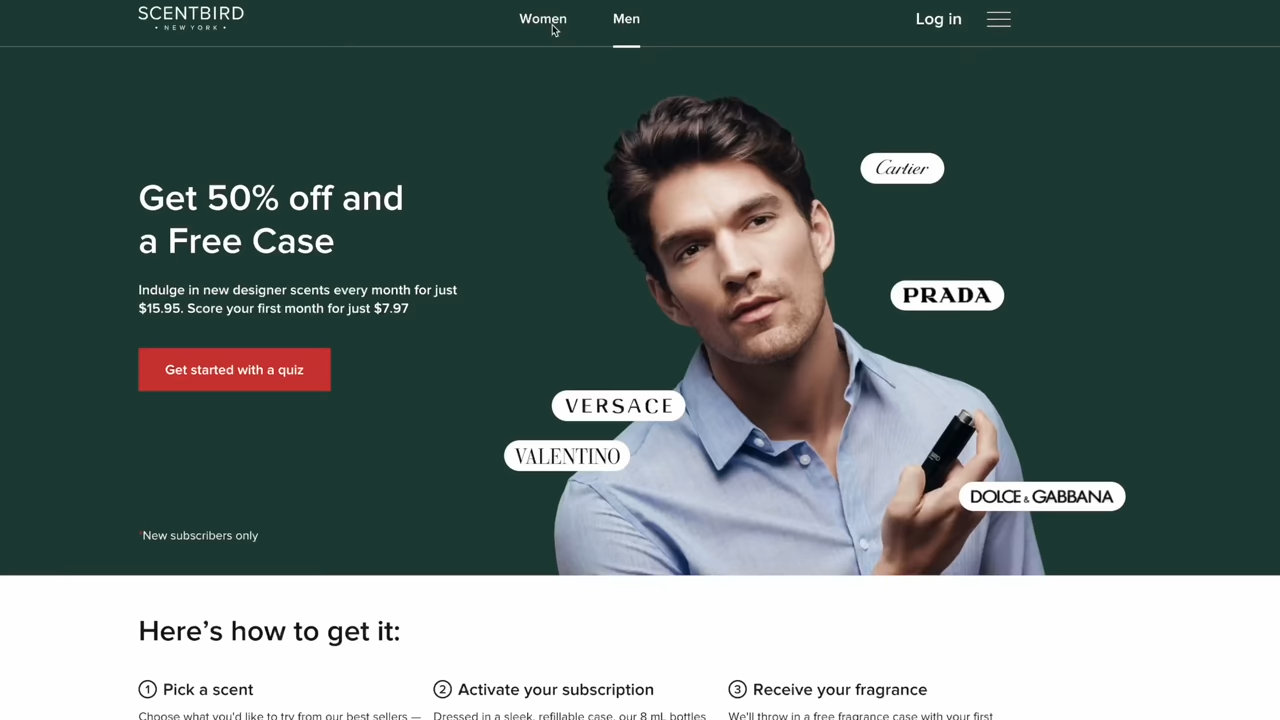 SCENTBIRD
• NEW YORK •
Women
Men
Log in
Get 50% off and
a Free Case
Indulge in new designer scents every month for just
$15.95. Score your first month for just $7.97
Get started with a quiz
*New subscribers only
Cartier
PRADA
VERSACE
VALENTINO
DOLCE & GABBANA
Here's how to get it:
1 Pick a scent
Choose what you'd like to try from our best sellers —
2 Activate your subscription
Dressed in a sleek, refillable case, our 8 mL bottles
3 Receive your fragrance
We'll throw in a free fragrance case with your first